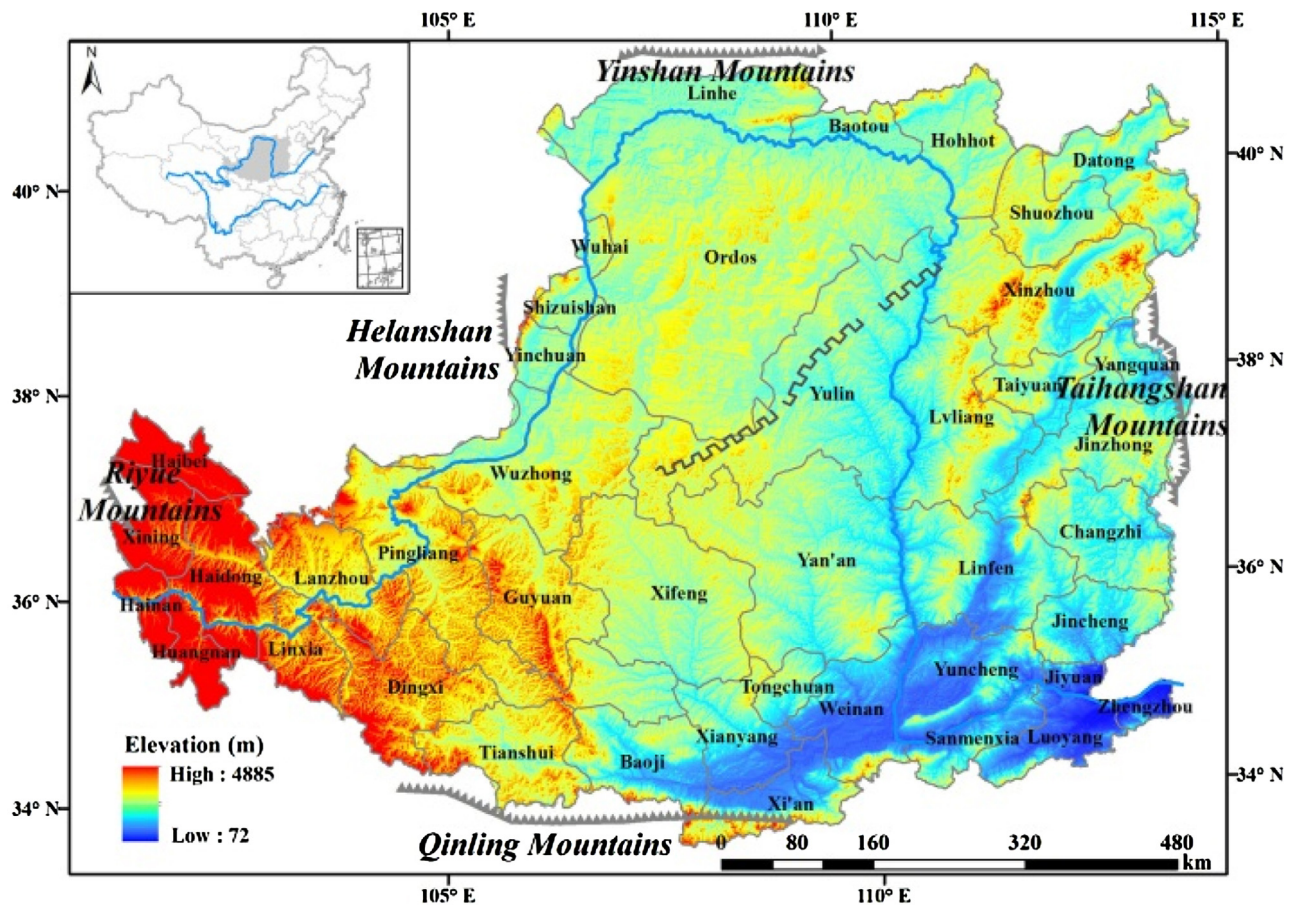 105° E
110° E
115° E
N
Yinshan Mountains
Linhe
Baotou
Hohhot
40° N
Datong
40° N
Shuozhou
Wuhai
Ordos
Xinzhou
Shizuishan
Helanshan
Mountains
Yinchuan
38° N
Yangquan
Taiyuan
Taihangshan
Mountains
Yulin
38° N
Lvliang
Jinzhong
Haibei
Riyue
Mountains
Wuzhong
Xining
Changzhi
Pingliang
Yan'an
Linfen
36° N
Haidong
Lanzhou
Guyuan
Xifeng
36° N
Hainan
Jincheng
Huangnan
Linxia
Yuncheng
Jiyuan
Dingxi
Tongchuan
Weinan
Zhengzhou
Xianyang
Sanmenxia
Luoyang
Elevation (m)
High : 4885
Low : 72
Tianshui
Baoji
34° N
34° N
Xi'an
Qinling Mountains
0 80 160 320 480
km
105° E
110° E